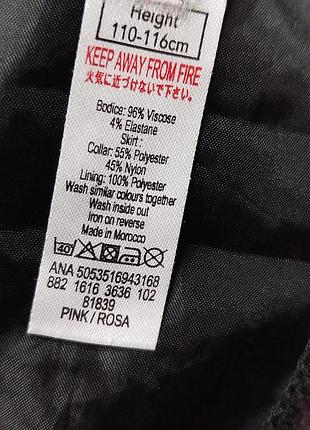 Height
110-116cm
KEEP AWAY FROM FIRE
火気に近づけないで下さい。
Bodice: 96% Viscose
4% Elastane
Skirt :
Collar: 55% Polyester
45% Nylon
Lining: 100% Polyester
Wash similar colours together
Wash inside out
Iron on reverse
Made in Morocco
40
ANA 5053516943168
882 1616 3636 102
81839
PINK / ROSA